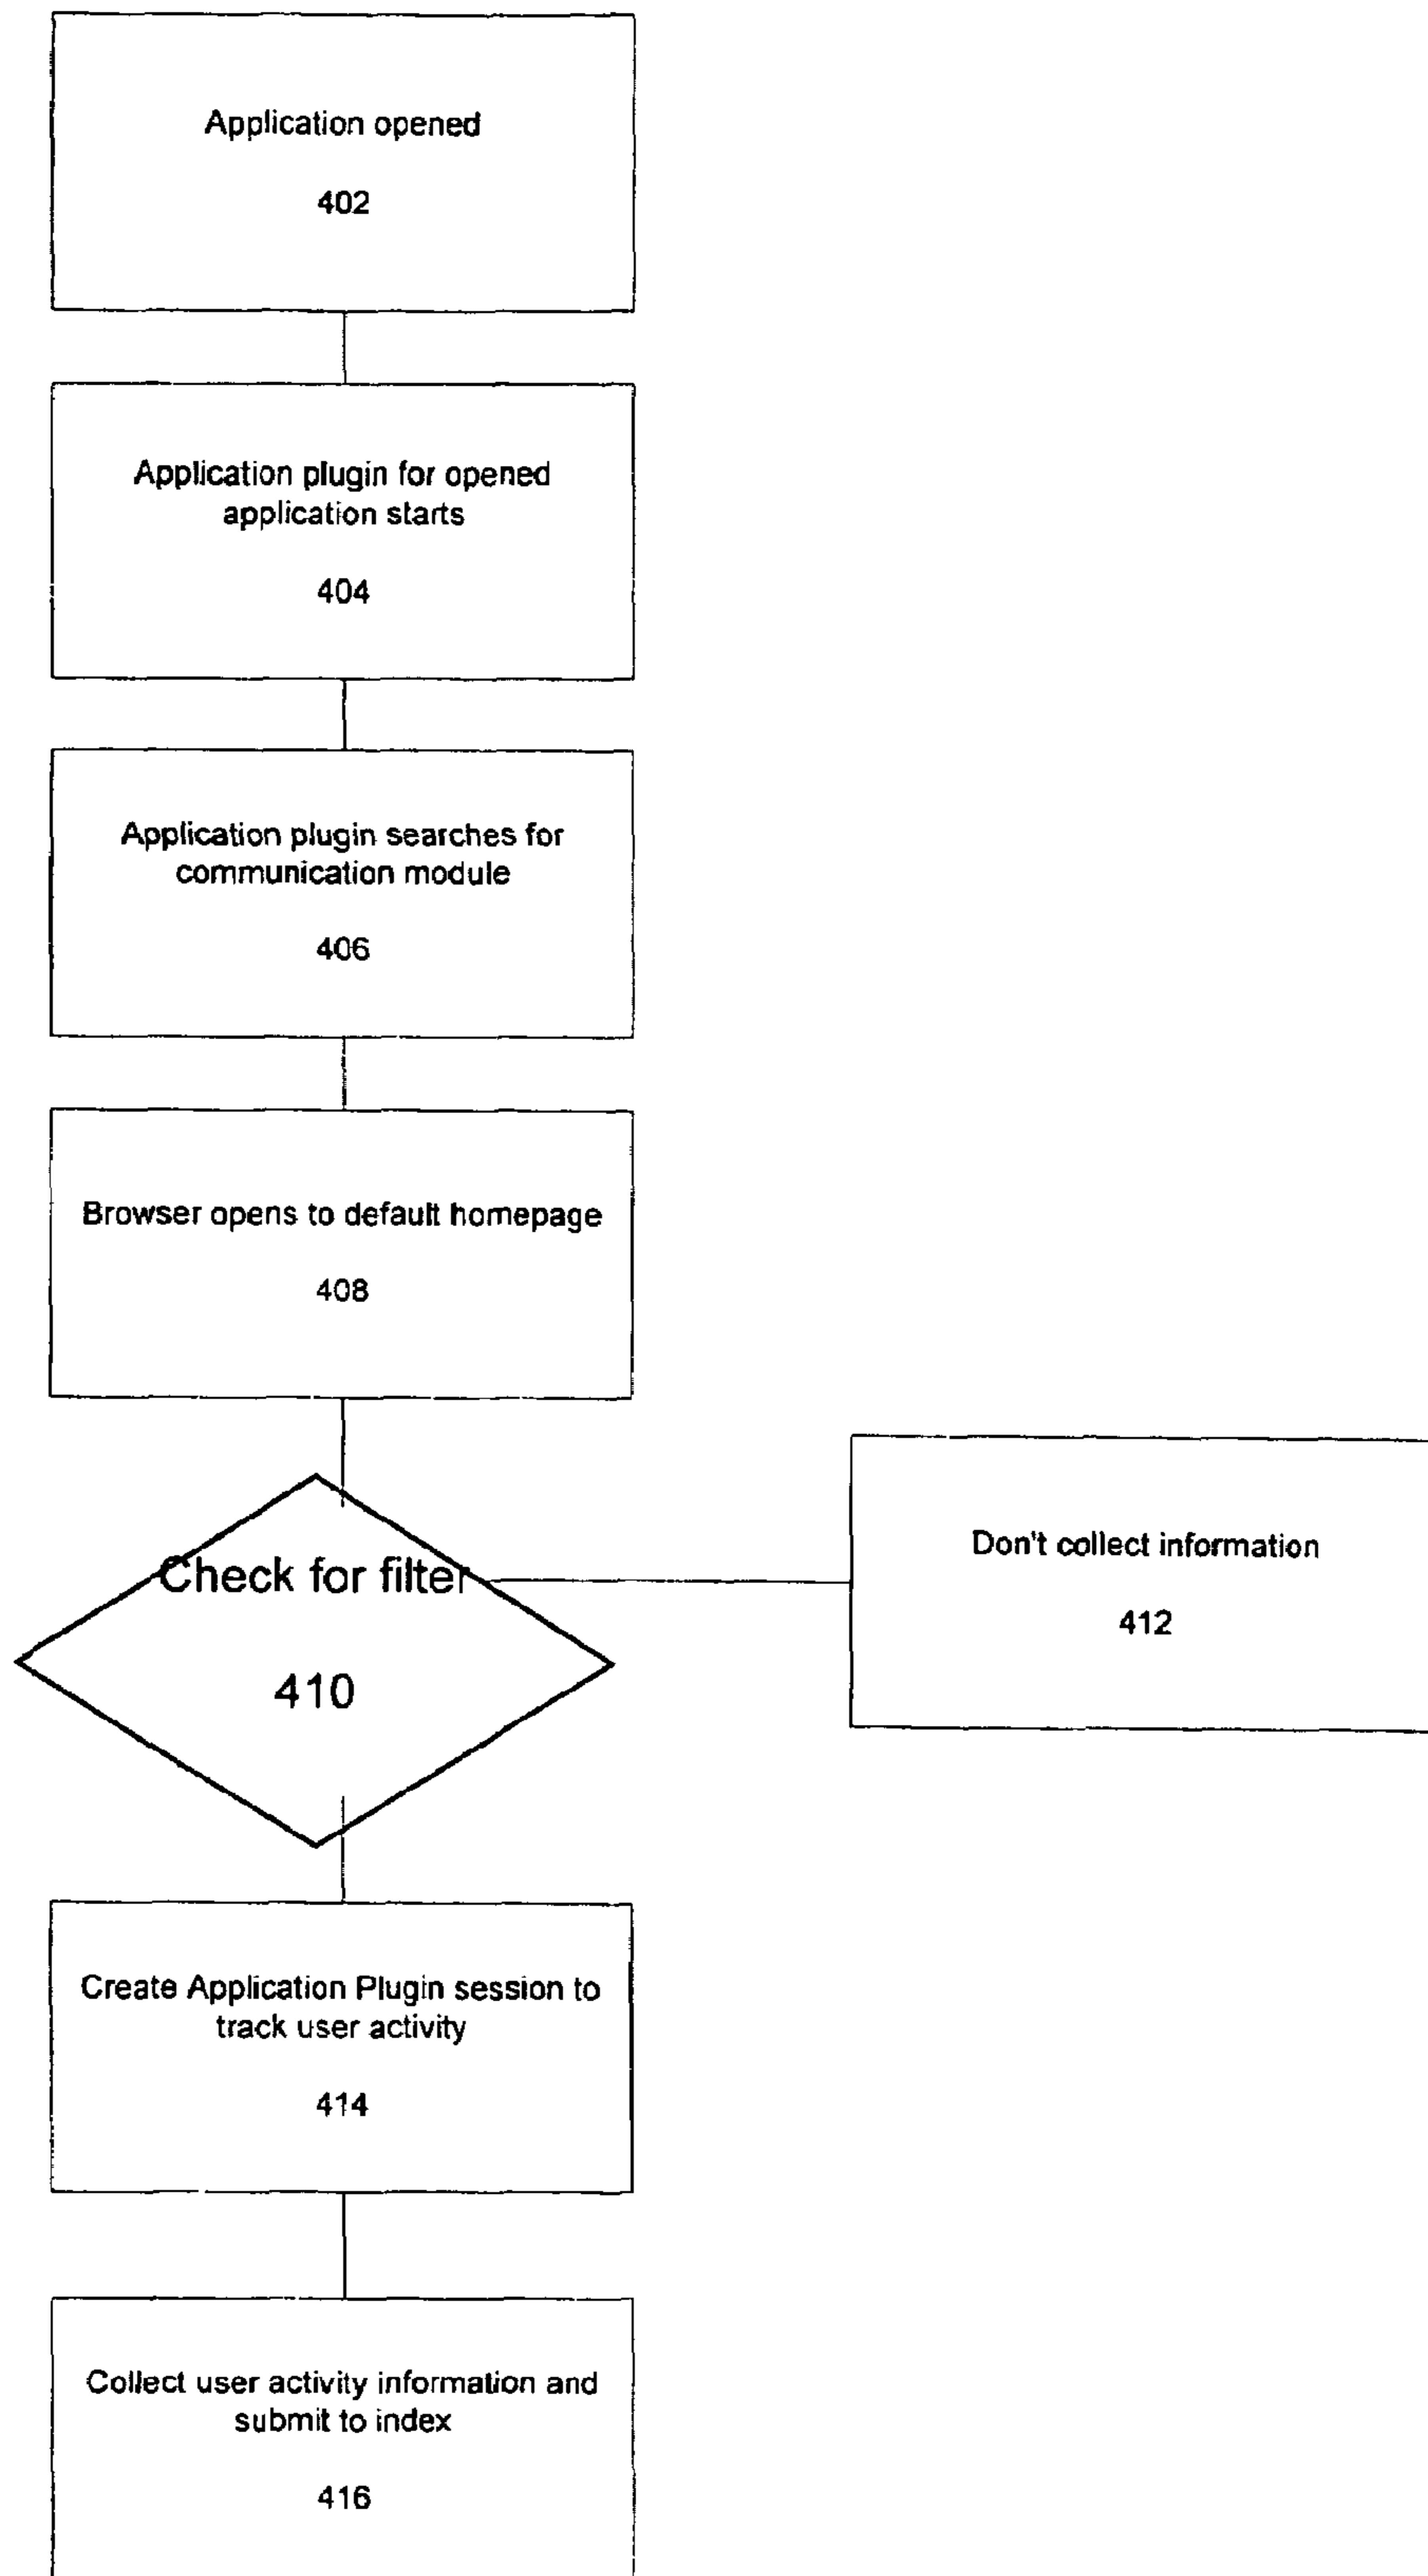 Application opened
402
Application plugin for opened
application starts
404
Application plugin searches for
communication module
406
Browser opens to default homepage
408
Check for filter
410
Don't collect information
412
Create Application Plugin session to
track user activity
414
Collect user activity information and
submit to index
416